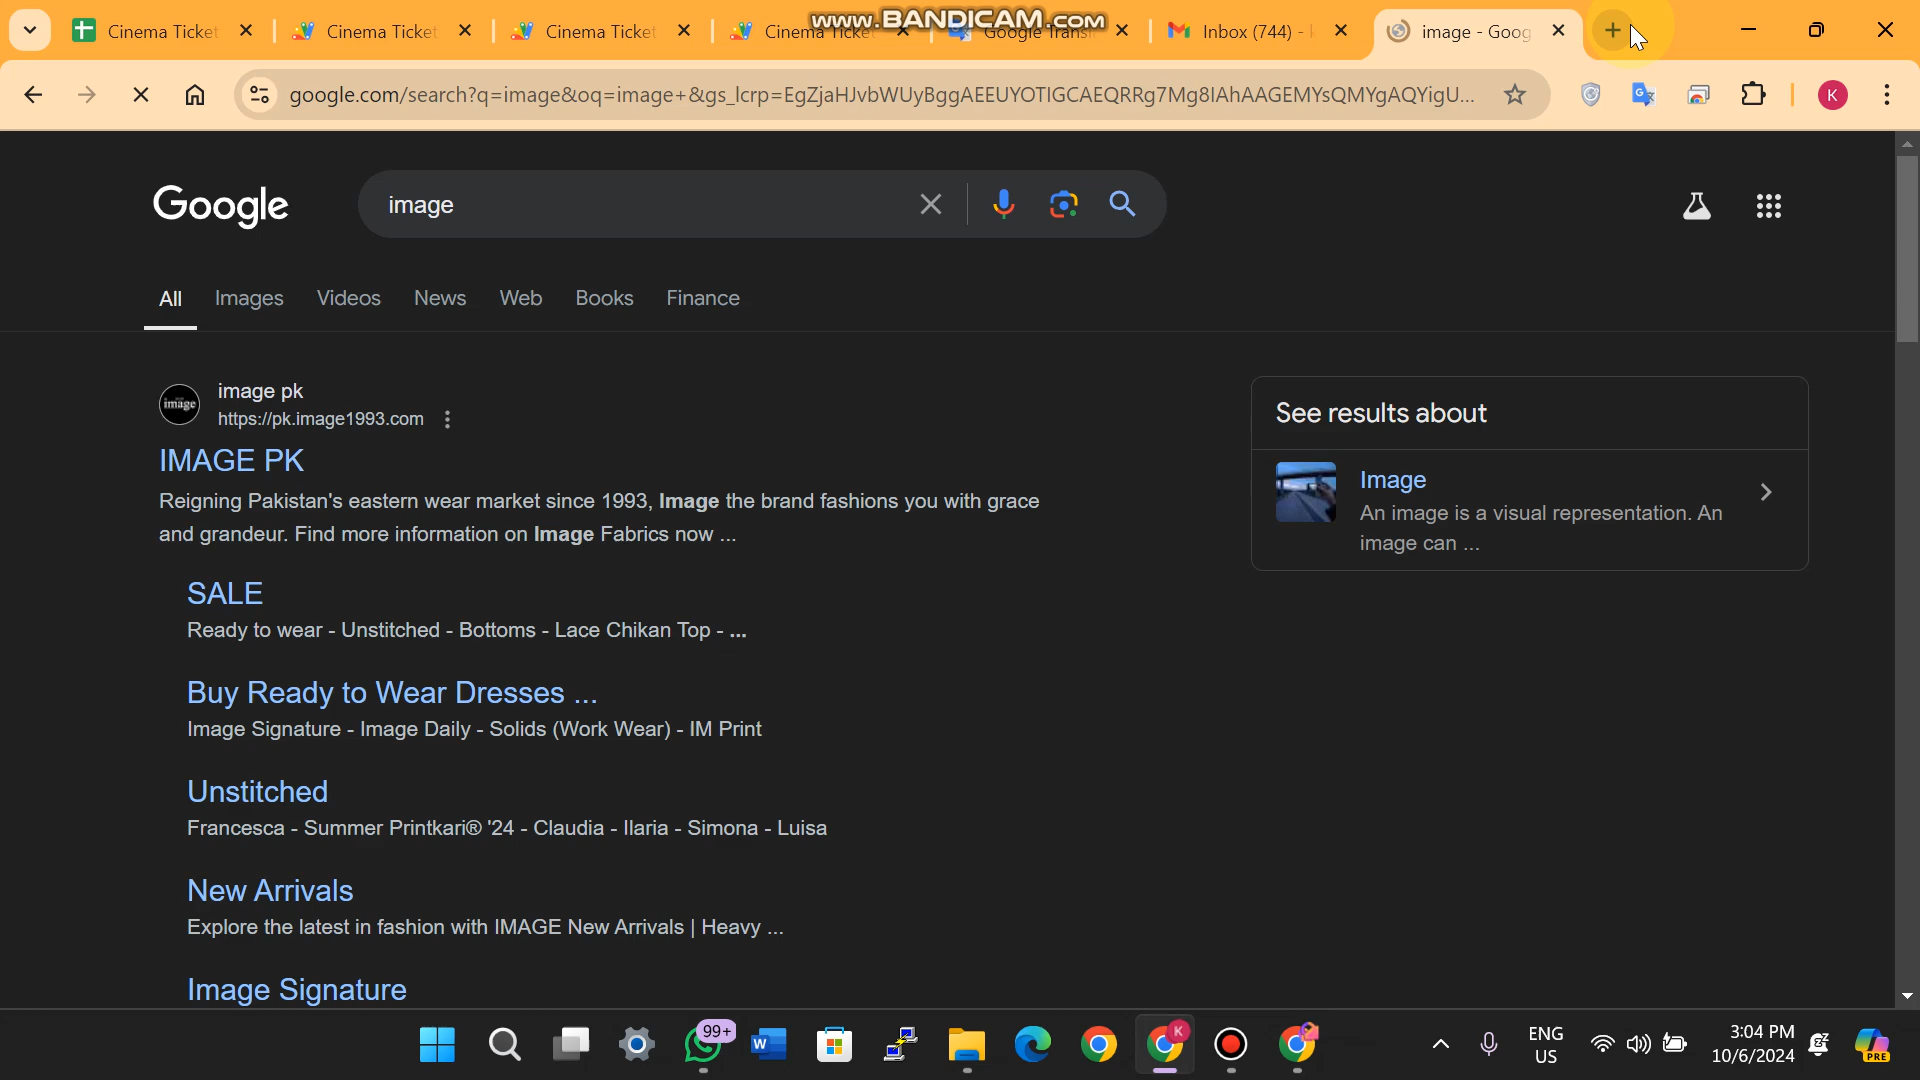 Cinema Ticket
Cinema Ticket
Cinema Ticket
Cinema Ticket
Google Trans
Inbox (744) -
image - Goog
www.BANDICAM.COM
google.com/search?q=image&oq=image+&gs_lcrp=EgZjaHJvbWUyBggAEEUYOTIGCAEQRRg7Mg8IAhAAGEMYsQMYgAQYigU...
K
Google
image
All
Images
Videos
News
Web
Books
Finance
image
image pk
https://pk.image1993.com
IMAGE PK
Reigning Pakistan's eastern wear market since 1993, Image the brand fashions you with grace
and grandeur. Find more information on Image Fabrics now ...
SALE
Ready to wear - Unstitched - Bottoms - Lace Chikan Top - ...
Buy Ready to Wear Dresses ...
Image Signature - Image Daily - Solids (Work Wear) - IM Print
Unstitched
Francesca - Summer Printkari® '24 - Claudia - Ilaria - Simona - Luisa
New Arrivals
Explore the latest in fashion with IMAGE New Arrivals | Heavy ...
Image Signature
See results about
Image
An image is a visual representation. An
image can ...
99+
W
K
ENG
US
3:04 PM
10/6/2024
PRE